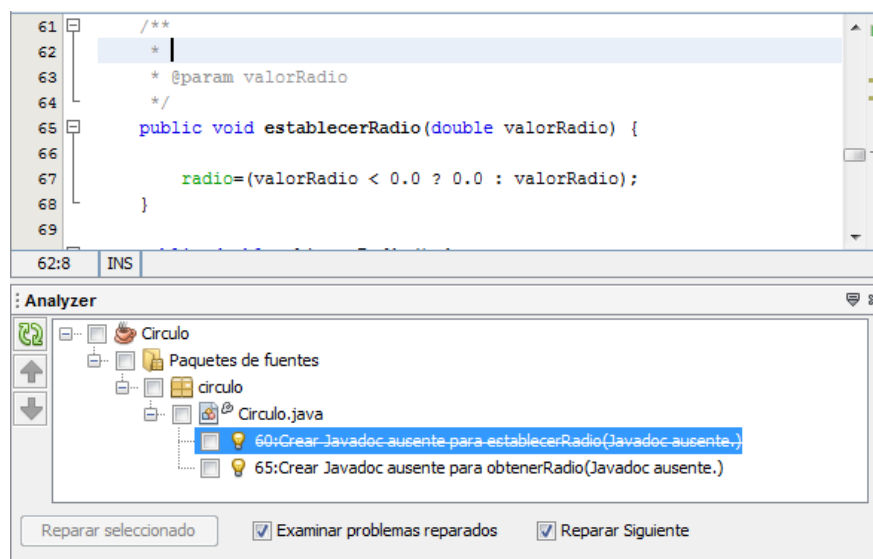 61 /**
62 *
63 * @param valorRadio
64 */
65 public void establecerRadio(double valorRadio) {
66
67 radio=(valorRadio < 0.0 ? 0.0 : valorRadio);
68 }
69
62:8 INS
Analyzer
Circulo
Paquetes de fuentes
circulo
Circulo.java
60:Crear Javadoc ausente para establecerRadio(Javadoc ausente.)
65:Crear Javadoc ausente para obtenerRadio(Javadoc ausente.)
Reparar seleccionado Examinar problemas reparados Reparar Siguiente